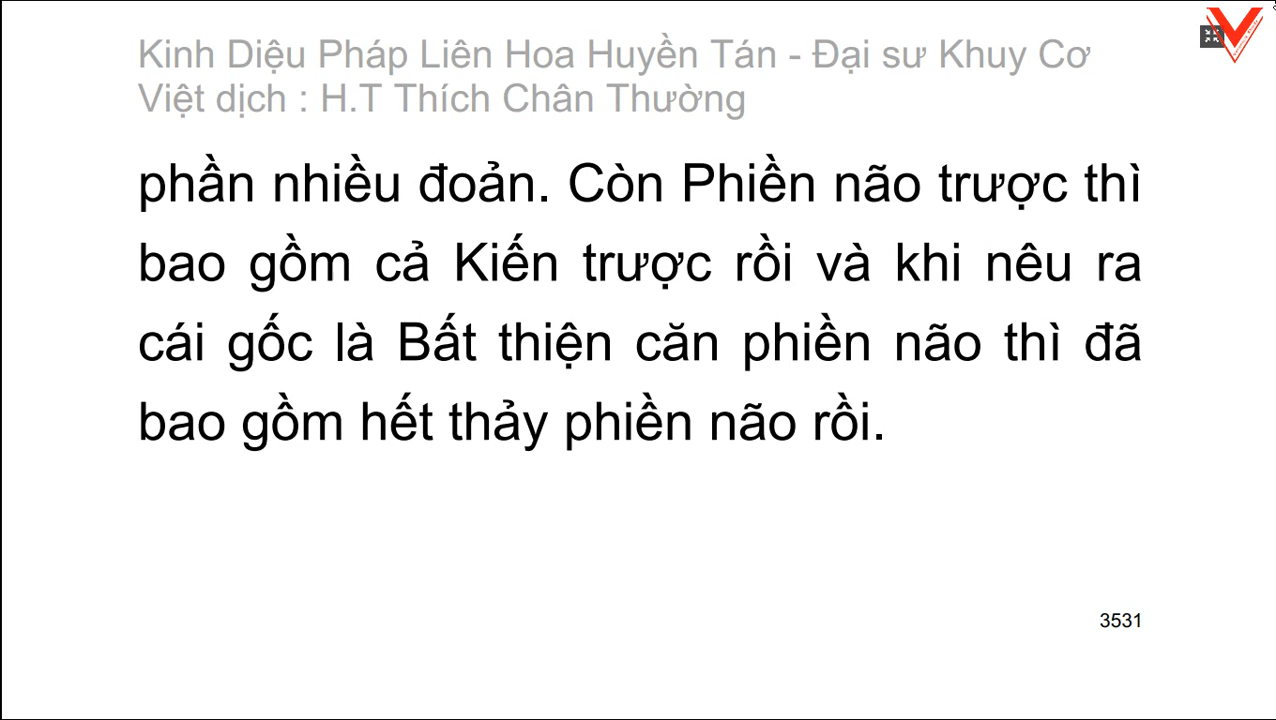 Kinh Diệu Pháp Liên Hoa Huyền Tán - Đại sư Khuy Cơ
Việt dịch : H.T Thích Chân Thường
phần nhiều đoản. Còn Phiền não trược thì
bao gồm cả Kiến trược rồi và khi nêu ra
cái gốc là Bất thiện căn phiền não thì đã
bao gồm hết thảy phiền não rồi.
3531